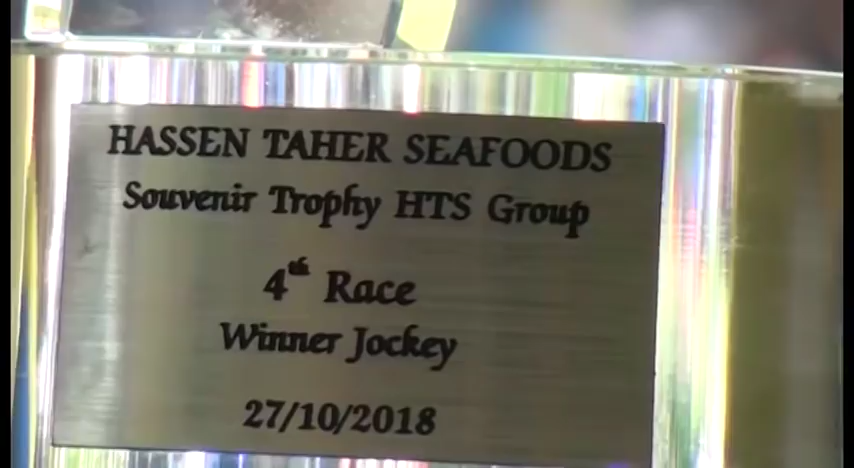 HASSEN TAHER SEAFOODS
Souvenir Trophy HTS Group
4th Race
Winner Jockey
27/10/2018